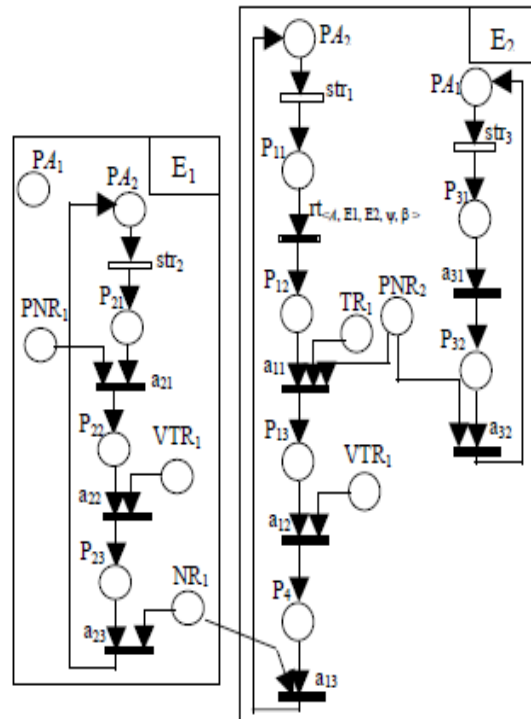 E₁
PA₁
PA₂
str₂
P₂₁
PNR₁
a₂₁
P₂₂
VTR₁
a₂₂
P₂₃
NR₁
a₂₃
E₂
PA₂
str₁
P₁₁
rt<A, E1, E2, ψ, β >
P₁₂
TR₁
PNR₂
a₁₁
P₁₃
VTR₁
a₁₂
P₄
a₁₃
PA₁
str₃
P₃₁
a₃₁
P₃₂
a₃₂